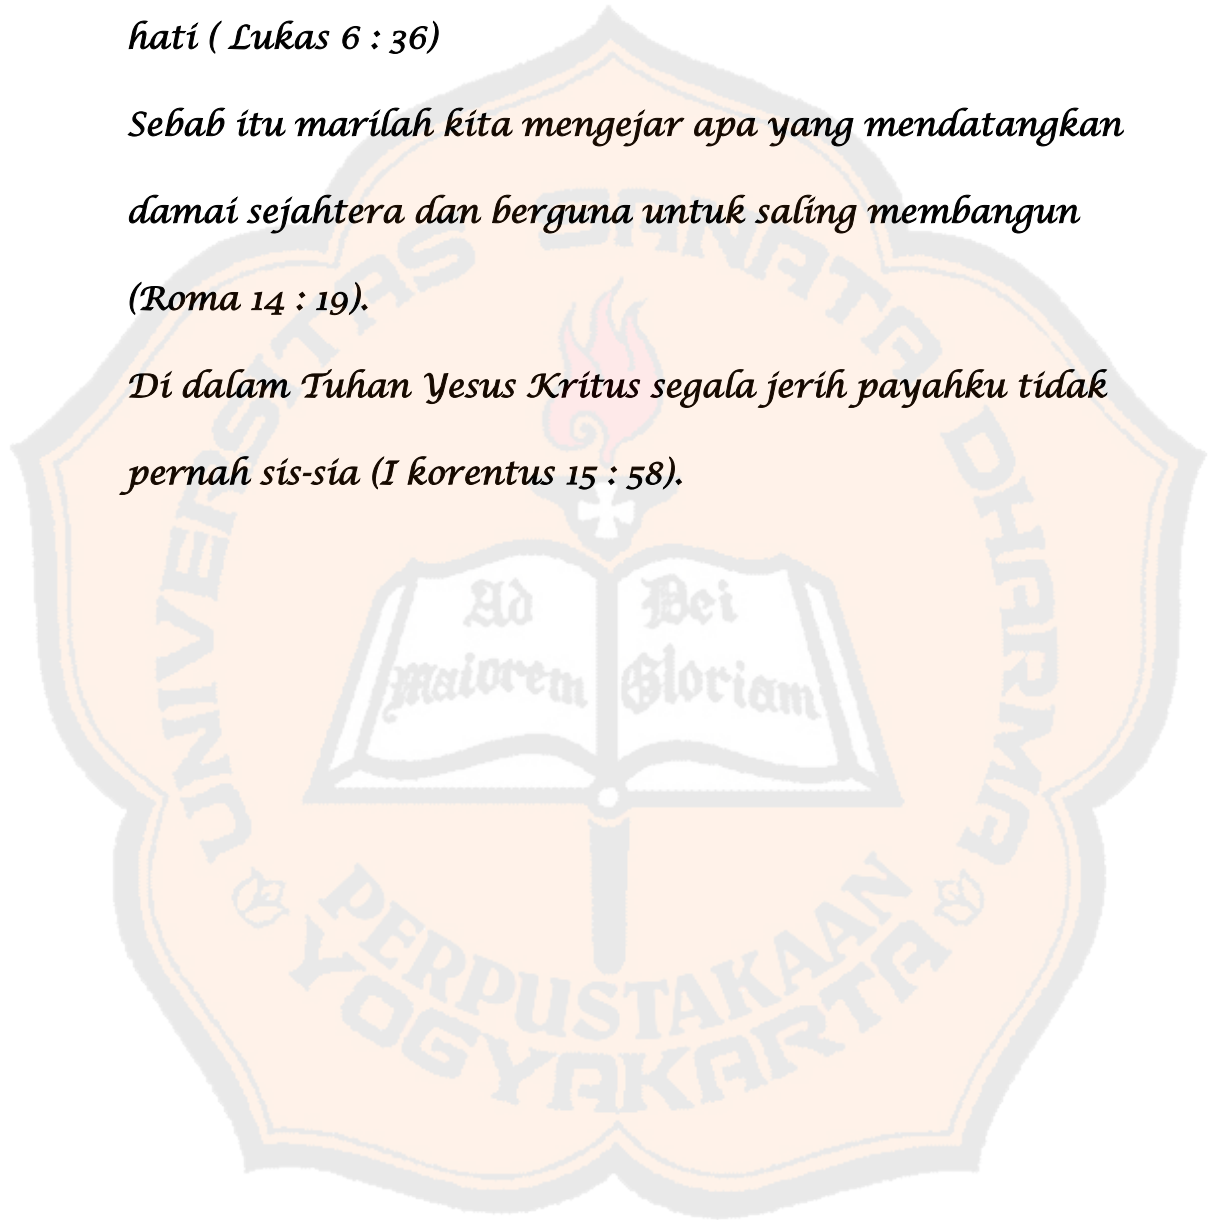 hati ( Lukas 6 : 36)
Sebab itu marilah kita mengejar apa yang mendatangkan
damai sejahtera dan berguna untuk saling membangun
(Roma 14 : 19).
Di dalam Tuhan Yesus Kritus segala jerih payahku tidak
pernah sis-sia (I korentus 15 : 58).
UNIVERSITAS SANATA DHARMA
Ad Dei
Maiorem Gloriam
PERPUSTAKAAN
YOGYAKARTA